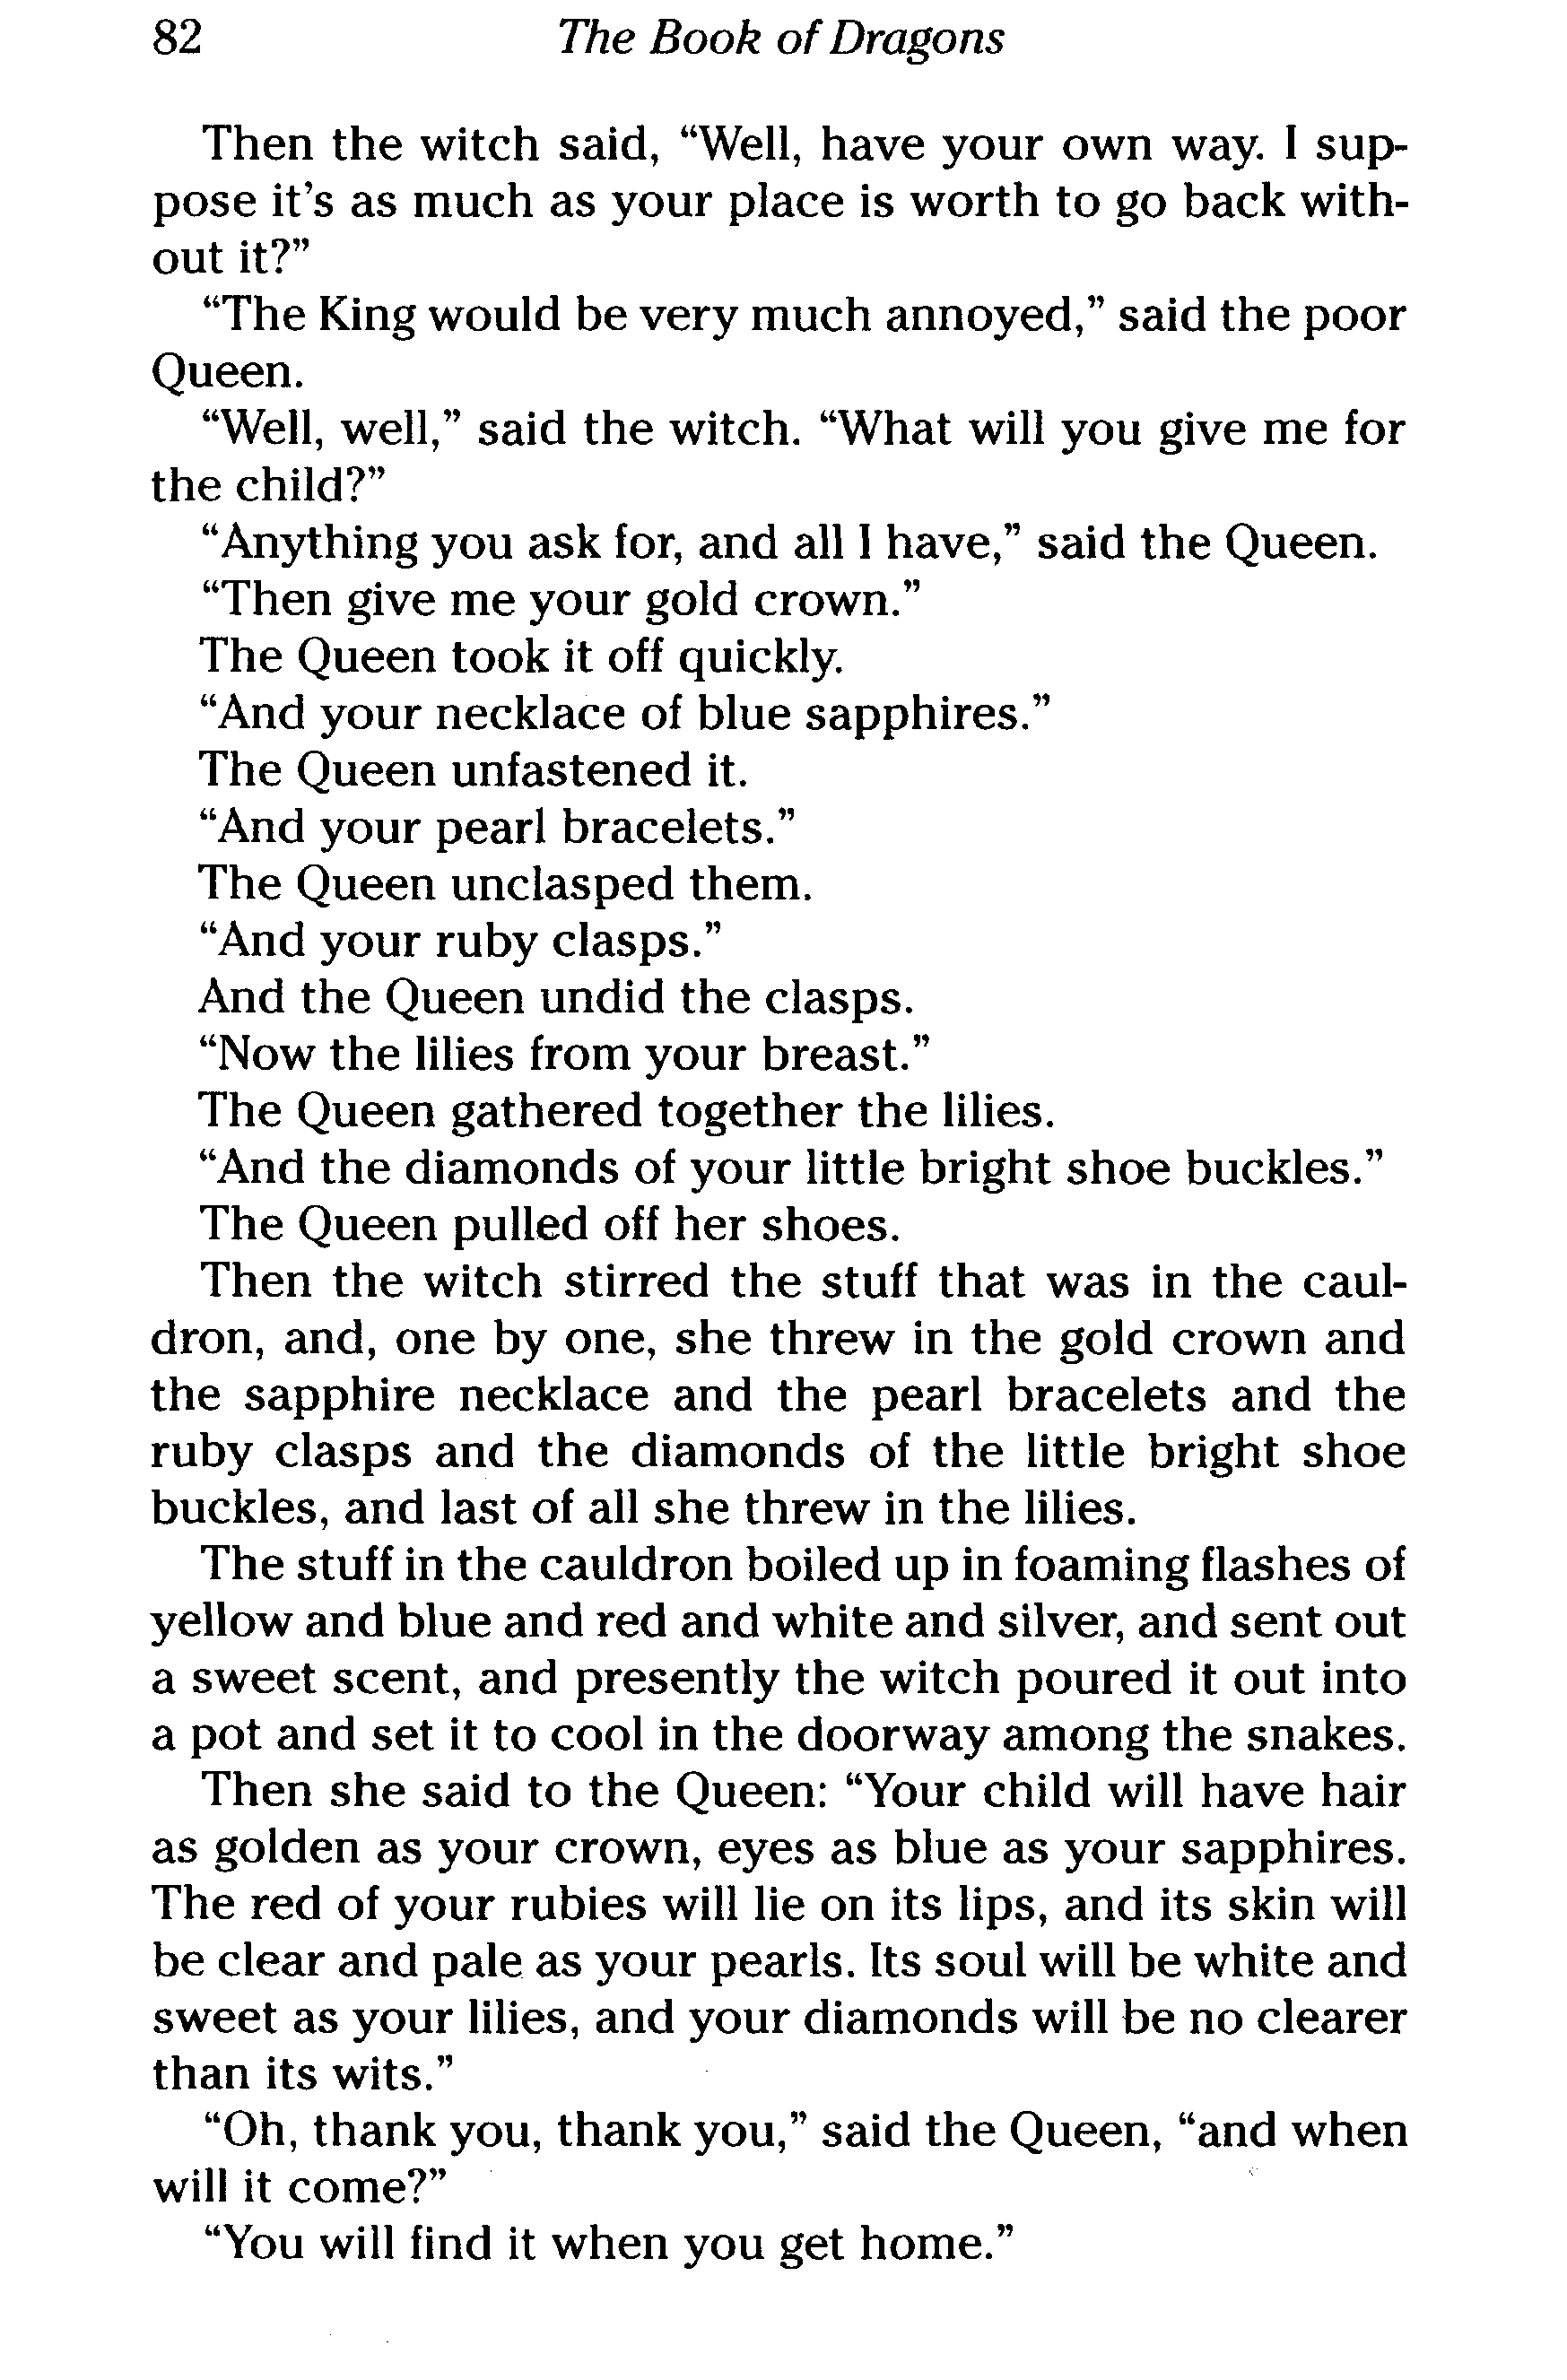 82 The Book of Dragons
Then the witch said, “Well, have your own way. I sup-
pose it’s as much as your place is worth to go back with-
out it?”
“The King would be very much annoyed,” said the poor
Queen.
“Well, well,” said the witch. “What will you give me for
the child?”
“Anything you ask for, and all I have,” said the Queen.
“Then give me your gold crown.”
The Queen took it off quickly.
“And your necklace of blue sapphires.”
The Queen unfastened it.
“And your pearl bracelets.”
The Queen unclasped them.
“And your ruby clasps.”
And the Queen undid the clasps.
“Now the lilies from your breast.”
The Queen gathered together the lilies.
“And the diamonds of your little bright shoe buckles.”
The Queen pulled off her shoes.
Then the witch stirred the stuff that was in the caul-
dron, and, one by one, she threw in the gold crown and
the sapphire necklace and the pearl bracelets and the
ruby clasps and the diamonds of the little bright shoe
buckles, and last of all she threw in the lilies.
The stuff in the cauldron boiled up in foaming flashes of
yellow and blue and red and white and silver, and sent out
a sweet scent, and presently the witch poured it out into
a pot and set it to cool in the doorway among the snakes.
Then she said to the Queen: “Your child will have hair
as golden as your crown, eyes as blue as your sapphires.
The red of your rubies will lie on its lips, and its skin will
be clear and pale as your pearls. Its soul will be white and
sweet as your lilies, and your diamonds will be no clearer
than its wits.”
“Oh, thank you, thank you,” said the Queen, “and when
will it come?”
“You will find it when you get home.”